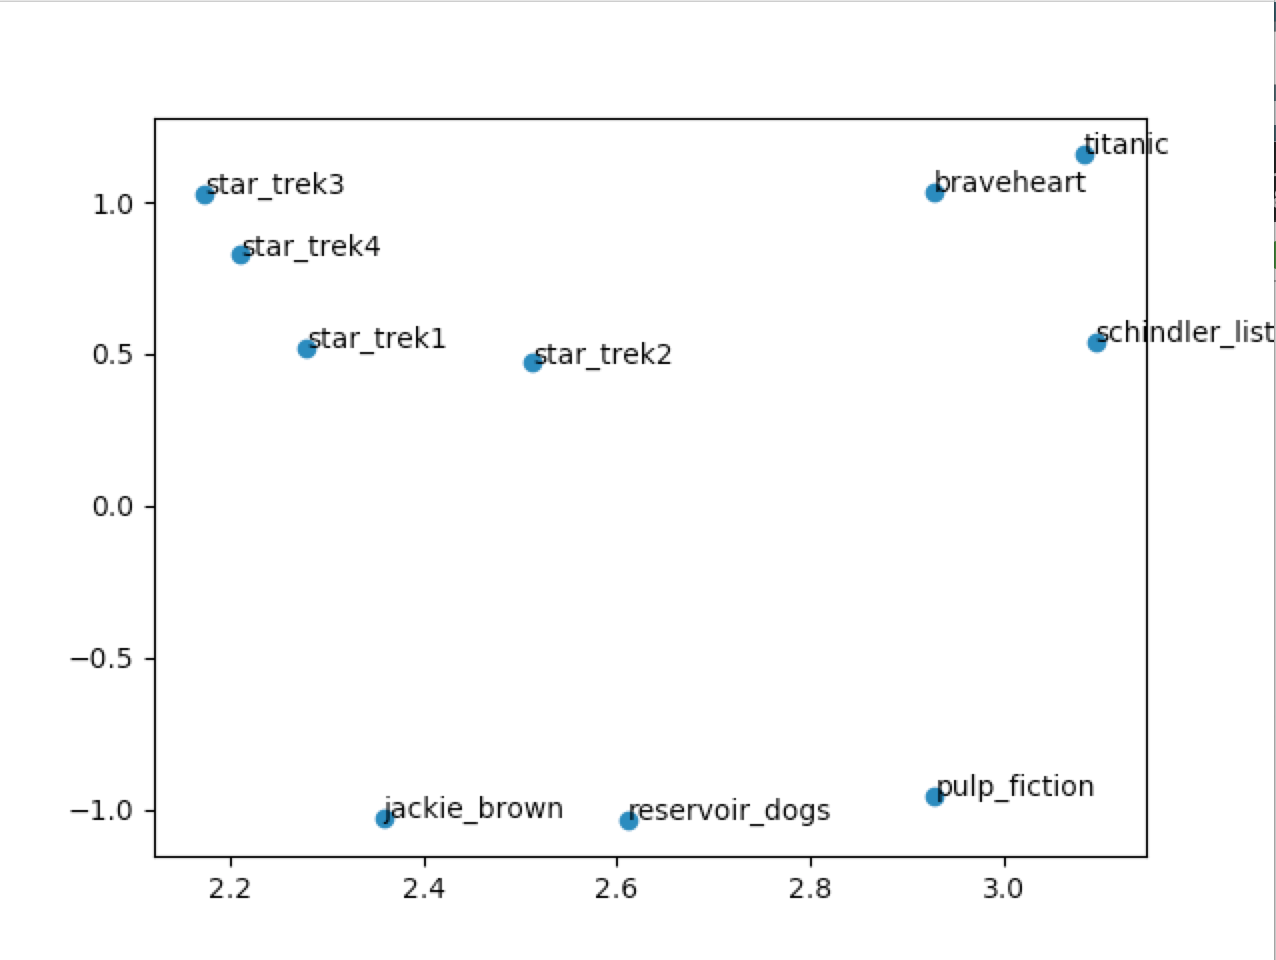 titanic
braveheart
star_trek3
1.0
star_trek4
star_trek1
schindler_list
0.5
star_trek2
0.0
−0.5
pulp_fiction
−1.0
jackie_brown
reservoir_dogs
2.2 2.4 2.6 2.8 3.0